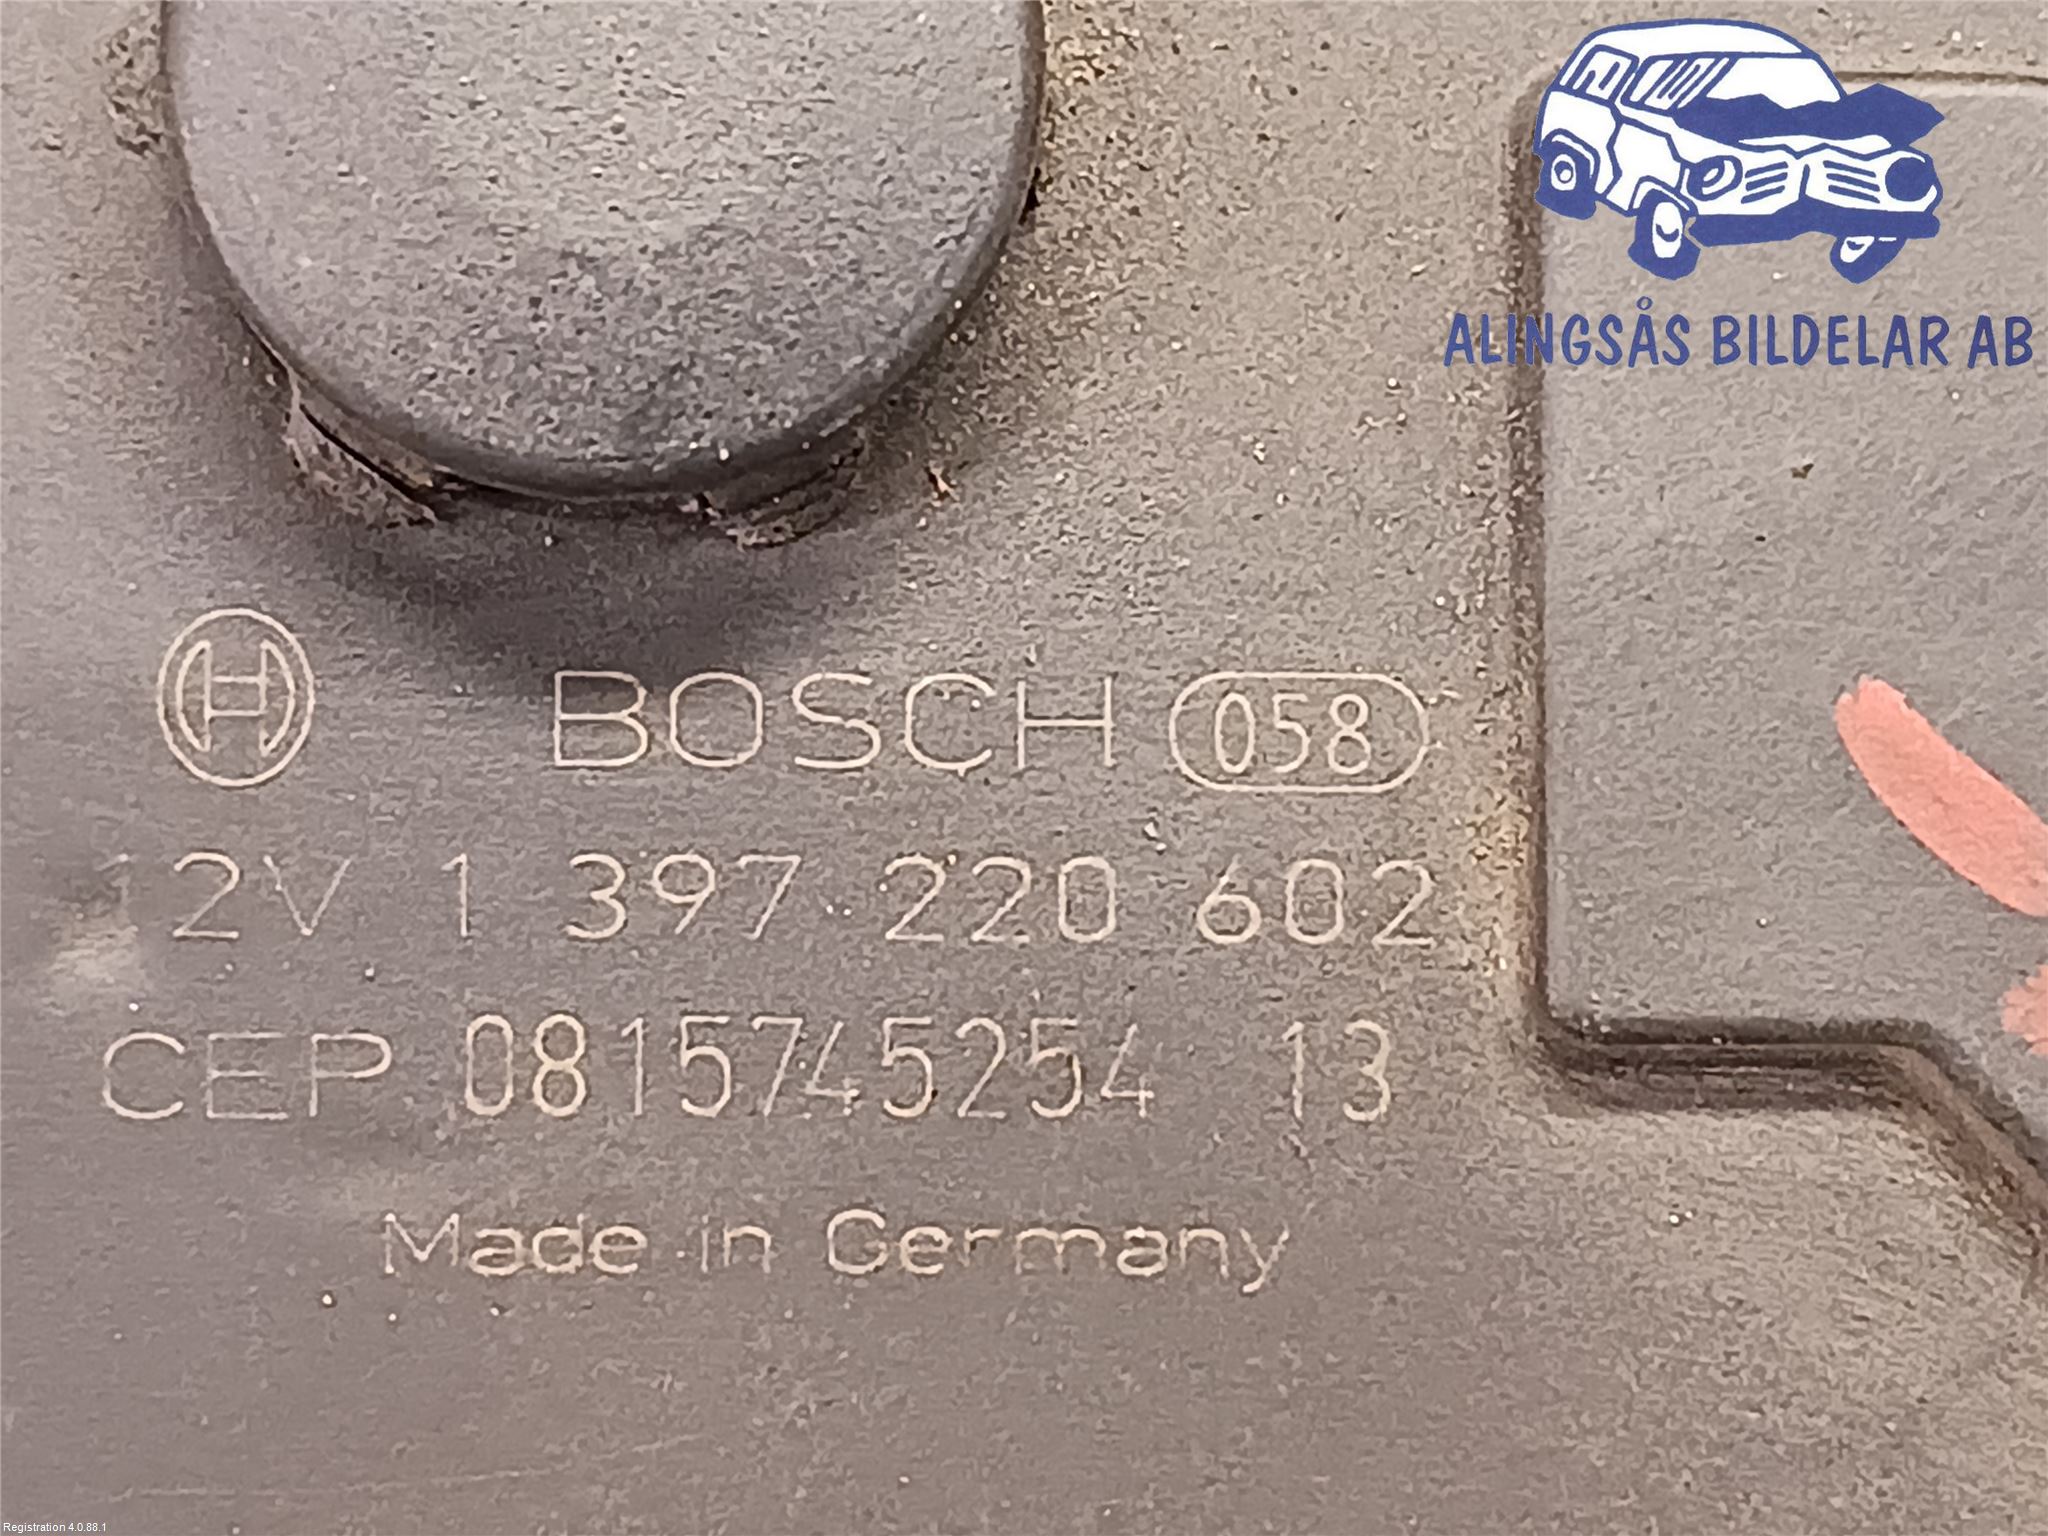 ALINGSÅS BILDELAR AB
BOSCH 058
12V 1 397 220 602
CEP 0815745254 13
Made in Germany
Registration 4.0.88.1